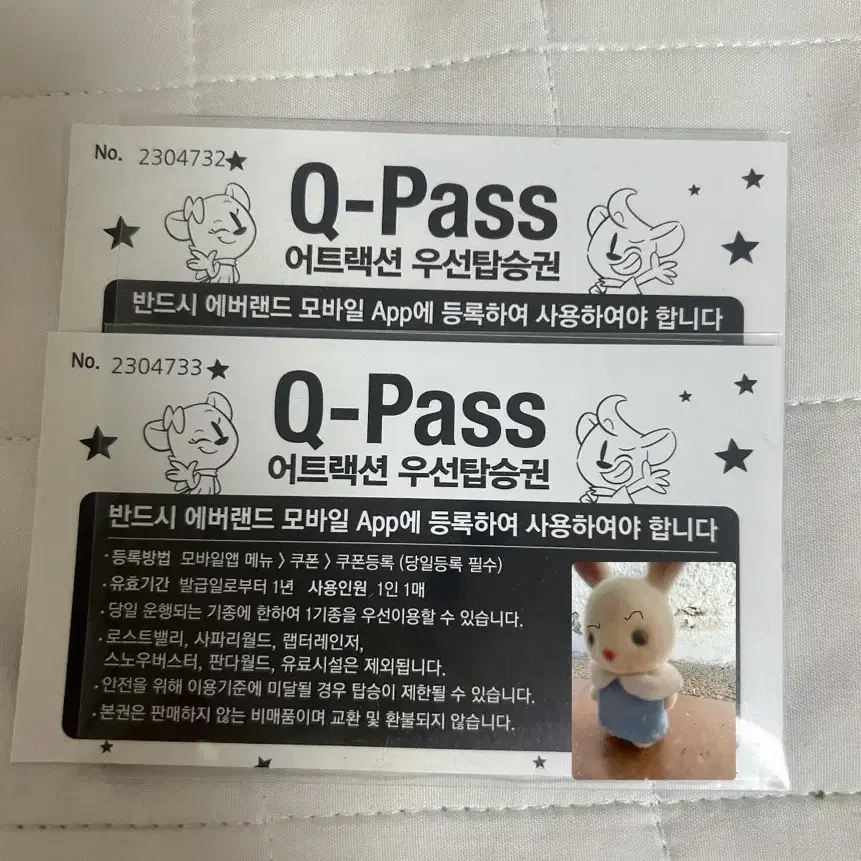 No. 2304732★
Q-Pass
어트랙션 우선탑승권
반드시 에버랜드 모바일 App에 등록하여 사용하여야 합니다
No. 2304733★
Q-Pass
어트랙션 우선탑승권
반드시 에버랜드 모바일 App에 등록하여 사용하여야 합니다
· 등록방법 모바일앱 메뉴 > 쿠폰 > 쿠폰등록 (당일등록 필수)
· 유효기간 발급일로부터 1년 사용인원 1인 1매
· 당일 운행되는 기종에 한하여 1기종을 우선이용할 수 있습니다.
· 로스트밸리, 사파리월드, 랩터레인저,
스노우버스터, 판다월드, 유료시설은 제외됩니다.
· 안전을 위해 이용기준에 미달될 경우 탑승이 제한될 수 있습니다.
· 본권은 판매하지 않는 비매품이며 교환 및 환불되지 않습니다.